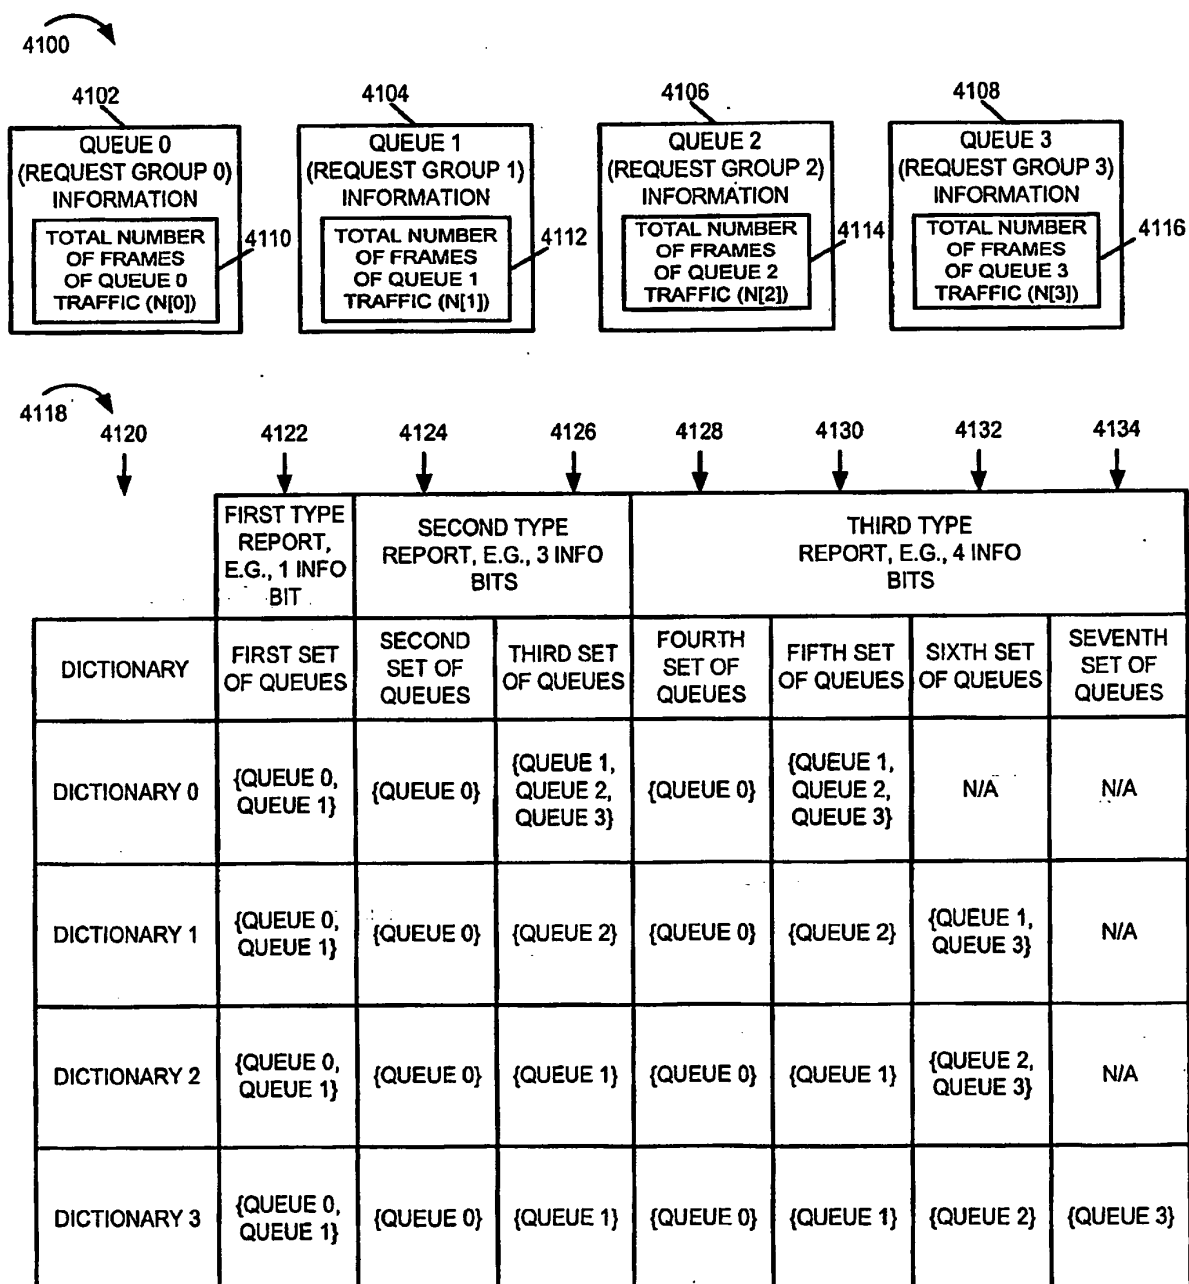 4100
4102
4104
4106
4108
QUEUE 0
(REQUEST GROUP 0)
INFORMATION
TOTAL NUMBER
OF FRAMES
OF QUEUE 0
TRAFFIC (N[0])
4110
QUEUE 1
(REQUEST GROUP 1)
INFORMATION
TOTAL NUMBER
OF FRAMES
OF QUEUE 1
TRAFFIC (N[1])
4112
QUEUE 2
(REQUEST GROUP 2)
INFORMATION
TOTAL NUMBER
OF FRAMES
OF QUEUE 2
TRAFFIC (N[2])
4114
QUEUE 3
(REQUEST GROUP 3)
INFORMATION
TOTAL NUMBER
OF FRAMES
OF QUEUE 3
TRAFFIC (N[3])
4116
4118
4120
4122
4124
4126
4128
4130
4132
4134
FIRST TYPE
REPORT,
E.G., 1 INFO
BIT
SECOND TYPE
REPORT, E.G., 3 INFO
BITS
THIRD TYPE
REPORT, E.G., 4 INFO
BITS
DICTIONARY
FIRST SET
OF QUEUES
SECOND
SET OF
QUEUES
THIRD SET
OF QUEUES
FOURTH
SET OF
QUEUES
FIFTH SET
OF QUEUES
SIXTH SET
OF QUEUES
SEVENTH
SET OF
QUEUES
DICTIONARY 0
{QUEUE 0,
QUEUE 1}
{QUEUE 0}
{QUEUE 1,
QUEUE 2,
QUEUE 3}
{QUEUE 0}
{QUEUE 1,
QUEUE 2,
QUEUE 3}
N/A
N/A
DICTIONARY 1
{QUEUE 0,
QUEUE 1}
{QUEUE 0}
{QUEUE 2}
{QUEUE 0}
{QUEUE 2}
{QUEUE 1,
QUEUE 3}
N/A
DICTIONARY 2
{QUEUE 0,
QUEUE 1}
{QUEUE 0}
{QUEUE 1}
{QUEUE 0}
{QUEUE 1}
{QUEUE 2,
QUEUE 3}
N/A
DICTIONARY 3
{QUEUE 0,
QUEUE 1}
{QUEUE 0}
{QUEUE 1}
{QUEUE 0}
{QUEUE 1}
{QUEUE 2}
{QUEUE 3}